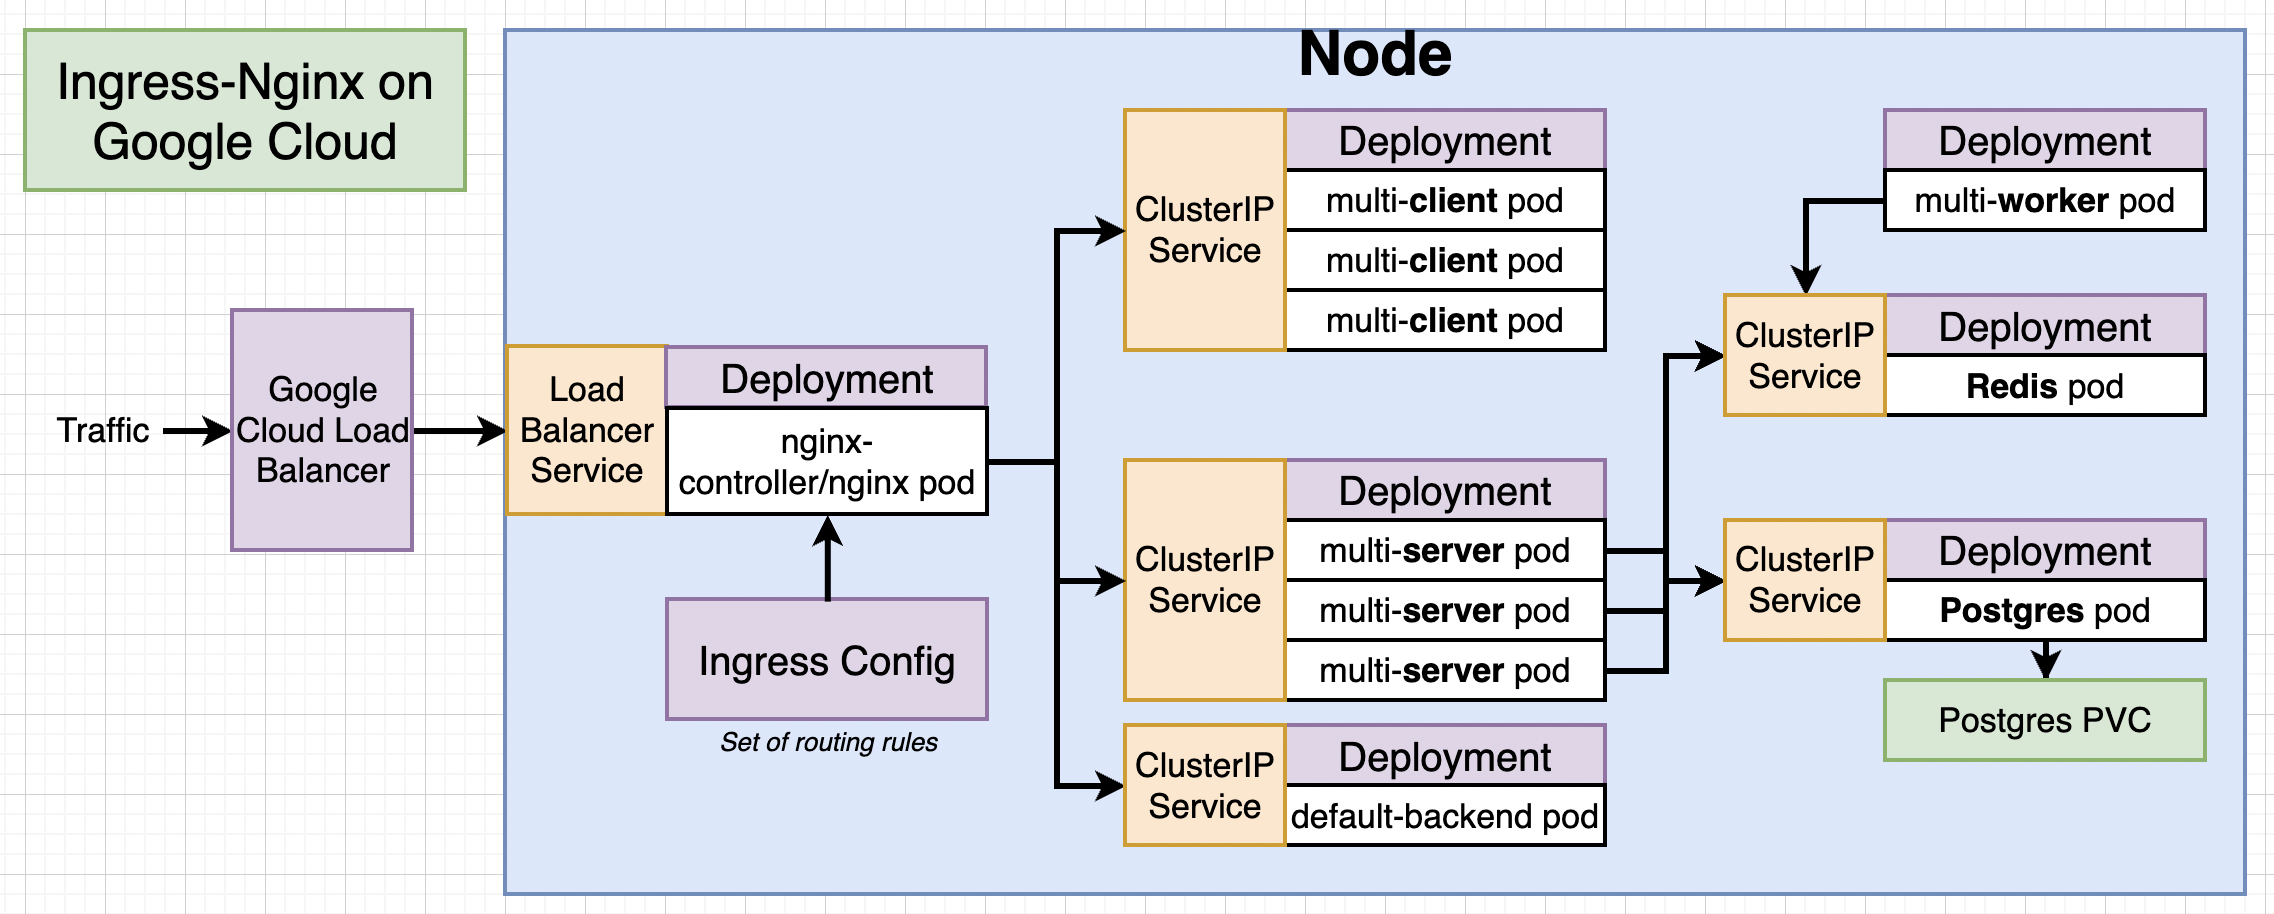 Ingress-Nginx on
Google Cloud
Node
Traffic
Google
Cloud Load
Balancer
Load
Balancer
Service
Deployment
nginx-
controller/nginx pod
Ingress Config
Set of routing rules
ClusterIP
Service
Deployment
multi-client pod
multi-client pod
multi-client pod
ClusterIP
Service
Deployment
multi-server pod
multi-server pod
multi-server pod
ClusterIP
Service
Deployment
default-backend pod
Deployment
multi-worker pod
ClusterIP
Service
Deployment
Redis pod
ClusterIP
Service
Deployment
Postgres pod
Postgres PVC